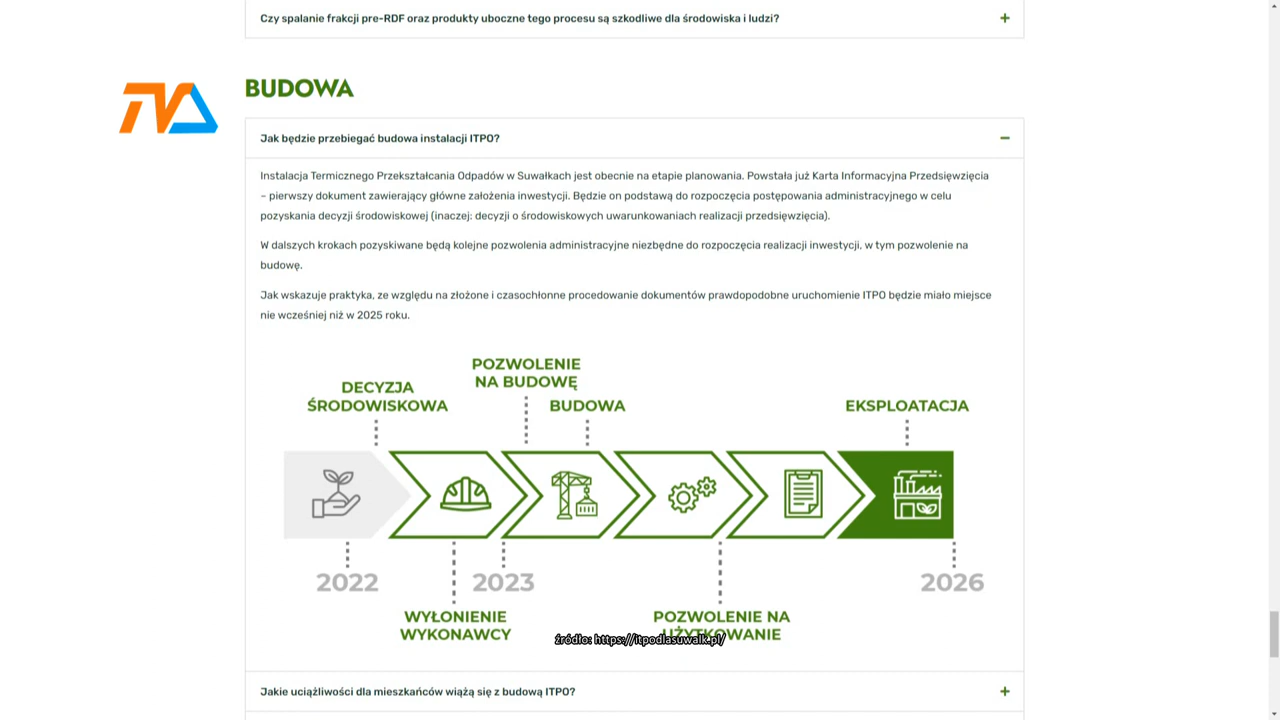 Czy spalanie frakcji pre-RDF oraz produkty uboczne tego procesu są szkodliwe dla środowiska i ludzi?
BUDOWA
Jak będzie przebiegać budowa instalacji ITPO?
Instalacja Termicznego Przekształcania Odpadów w Suwałkach jest obecnie na etapie planowania. Powstała już Karta Informacyjna Przedsięwzięcia
– pierwszy dokument zawierający główne założenia inwestycji. Będzie on podstawą do rozpoczęcia postępowania administracyjnego w celu
pozyskania decyzji środowiskowej (inaczej: decyzji o środowiskowych uwarunkowaniach realizacji przedsięwzięcia).
W dalszych krokach pozyskiwane będą kolejne pozwolenia administracyjne niezbędne do rozpoczęcia realizacji inwestycji, w tym pozwolenie na
budowę.
Jak wskazuje praktyka, ze względu na złożone i czasochłonne procedowanie dokumentów prawdopodobne uruchomienie ITPO będzie miało miejsce
nie wcześniej niż w 2025 roku.
DECYZJA
ŚRODOWISKOWA
POZWOLENIE
NA BUDOWĘ
BUDOWA
EKSPLOATACJA
2022
2023
2026
WYŁONIENIE
WYKONAWCY
POZWOLENIE NA
UŻYTKOWANIE
źródło: https://itpodlasuwalk.pl/
Jakie uciążliwości dla mieszkańców wiążą się z budową ITPO?